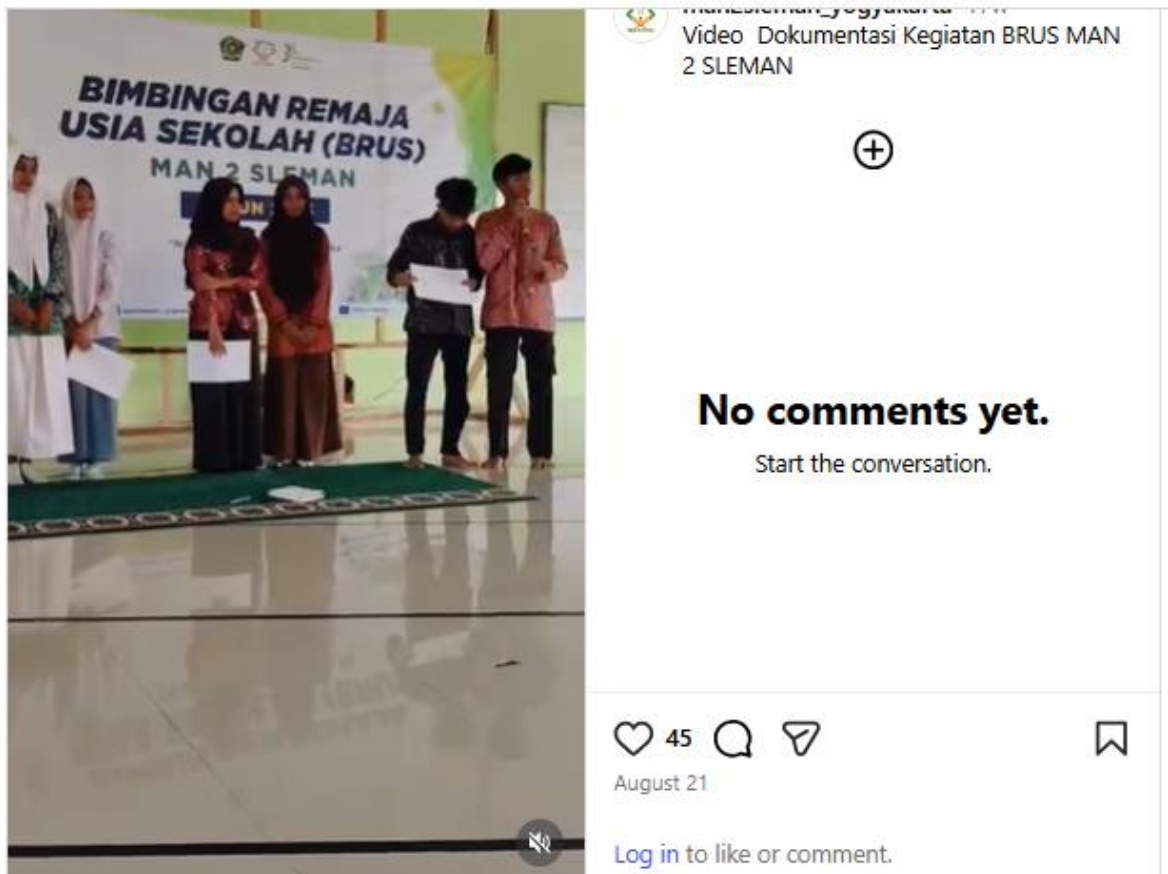 BIMBINGAN REMAJA
USIA SEKOLAH (BRUS)
MAN 2 SLEMAN
man2sleman_yogyakarta
Video Dokumentasi Kegiatan BRUS MAN
2 SLEMAN
No comments yet.
Start the conversation.
45
August 21
Log in to like or comment.